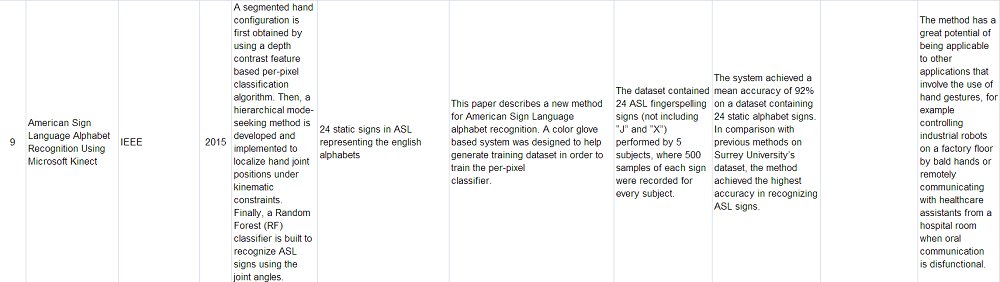 9
American Sign
Language Alphabet
Recognition Using
Microsoft Kinect
IEEE
2015
A segmented hand
configuration is
first obtained by
using a depth
contrast feature
based per-pixel
classification
algorithm. Then, a
hierarchical mode-
seeking method is
developed and
implemented to
localize hand joint
positions under
kinematic
constraints.
Finally, a Random
Forest (RF)
classifier is built to
recognize ASL
signs using the
joint angles.
24 static signs in ASL
representing the english
alphabets
This paper describes a new method
for American Sign Language
alphabet recognition. A color glove
based system was designed to help
generate training dataset in order to
train the per-pixel
classifier.
The dataset contained
24 ASL fingerspelling
signs (not including
"J" and "X")
performed by 5
subjects, where 500
samples of each sign
were recorded for
every subject.
The system achieved a
mean accuracy of 92%
on a dataset containing
24 static alphabet signs.
In comparison with
previous methods on
Surrey University's
dataset, the method
achieved the highest
accuracy in recognizing
ASL signs.
The method has a
great potential of
being applicable
to other
applications that
involve the use of
hand gestures, for
example
controlling
industrial robots
on a factory floor
by bald hands or
remotely
communicating
with healthcare
assistants from a
hospital room
when oral
communication
is disfunctional.